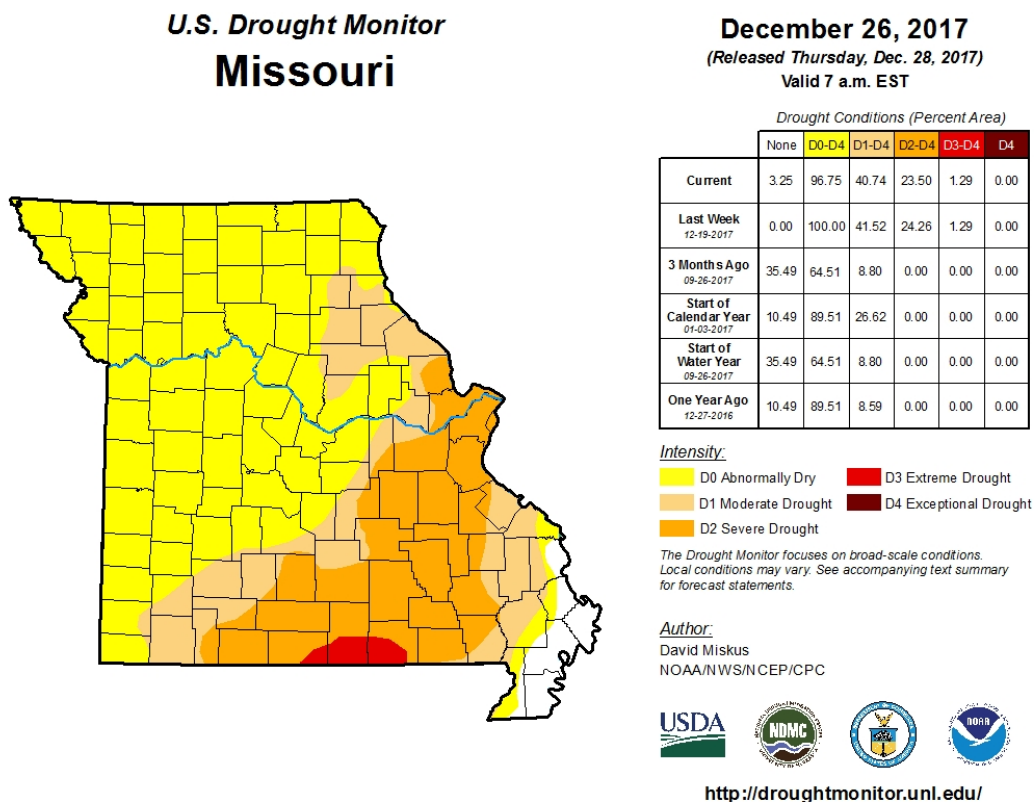 U.S. Drought Monitor
Missouri
December 26, 2017
(Released Thursday, Dec. 28, 2017)
Valid 7 a.m. EST
Drought Conditions (Percent Area)
None D0-D4 D1-D4 D2-D4 D3-D4 D4
Current 3.25 96.75 40.74 23.50 1.29 0.00
Last Week
12-19-2017 0.00 100.00 41.52 24.26 1.29 0.00
3 Months Ago
09-26-2017 35.49 64.51 8.80 0.00 0.00 0.00
Start of
Calendar Year
01-03-2017 10.49 89.51 26.62 0.00 0.00 0.00
Start of
Water Year
09-26-2017 35.49 64.51 8.80 0.00 0.00 0.00
One Year Ago
12-27-2016 10.49 89.51 8.59 0.00 0.00 0.00
Intensity:
D0 Abnormally Dry
D1 Moderate Drought
D2 Severe Drought
D3 Extreme Drought
D4 Exceptional Drought
The Drought Monitor focuses on broad-scale conditions.
Local conditions may vary. See accompanying text summary
for forecast statements.
Author:
David Miskus
NOAA/NWS/NCEP/CPC
USDA
NDMC
NOAA
http://droughtmonitor.unl.edu/